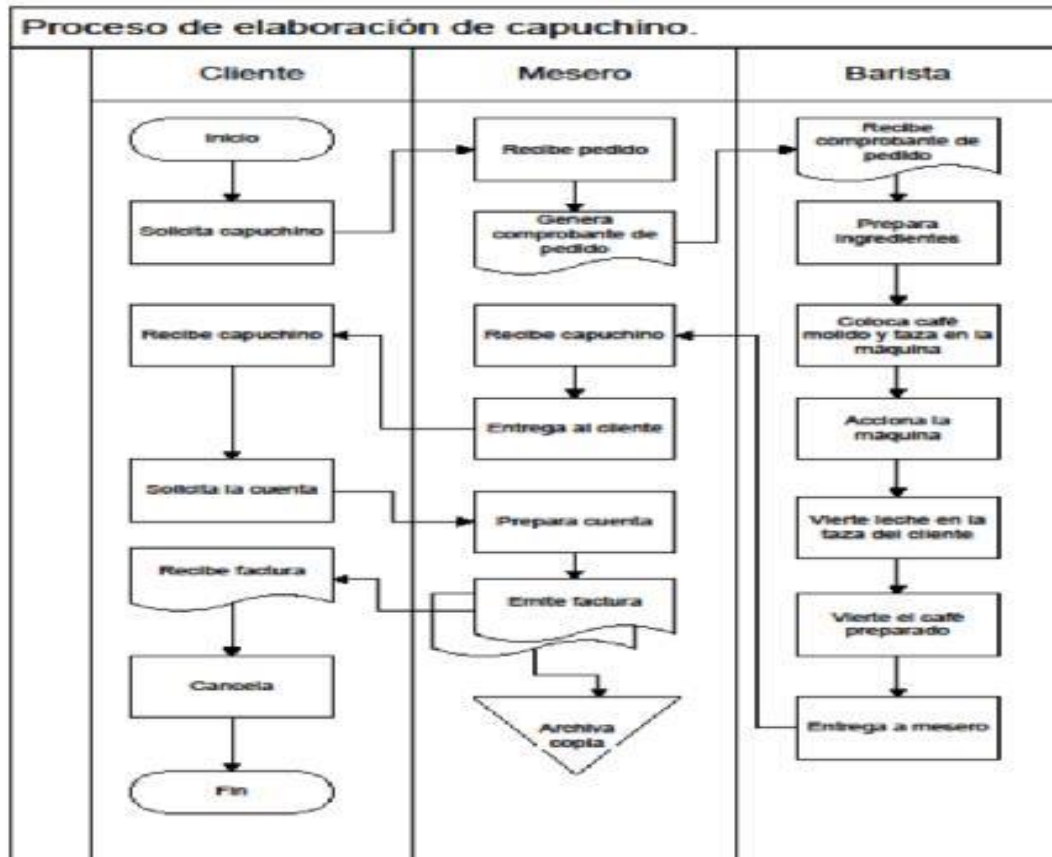 Proceso de elaboración de capuchino.
Cliente
Mesero
Barista
Inicio
Solicita capuchino
Recibe capuchino
Solicita la cuenta
Recibe factura
Cancela
Fin
Recibe pedido
Genera
comprobante de
pedido
Recibe capuchino
Entrega al cliente
Prepara cuenta
Emite factura
Archiva
copia
Recibe
comprobante de
pedido
Prepara
ingredientes
Coloca café
molido y taza en la
máquina
Acciona la
máquina
Vierte leche en la
taza del cliente
Vierte el café
preparado
Entrega a mesero